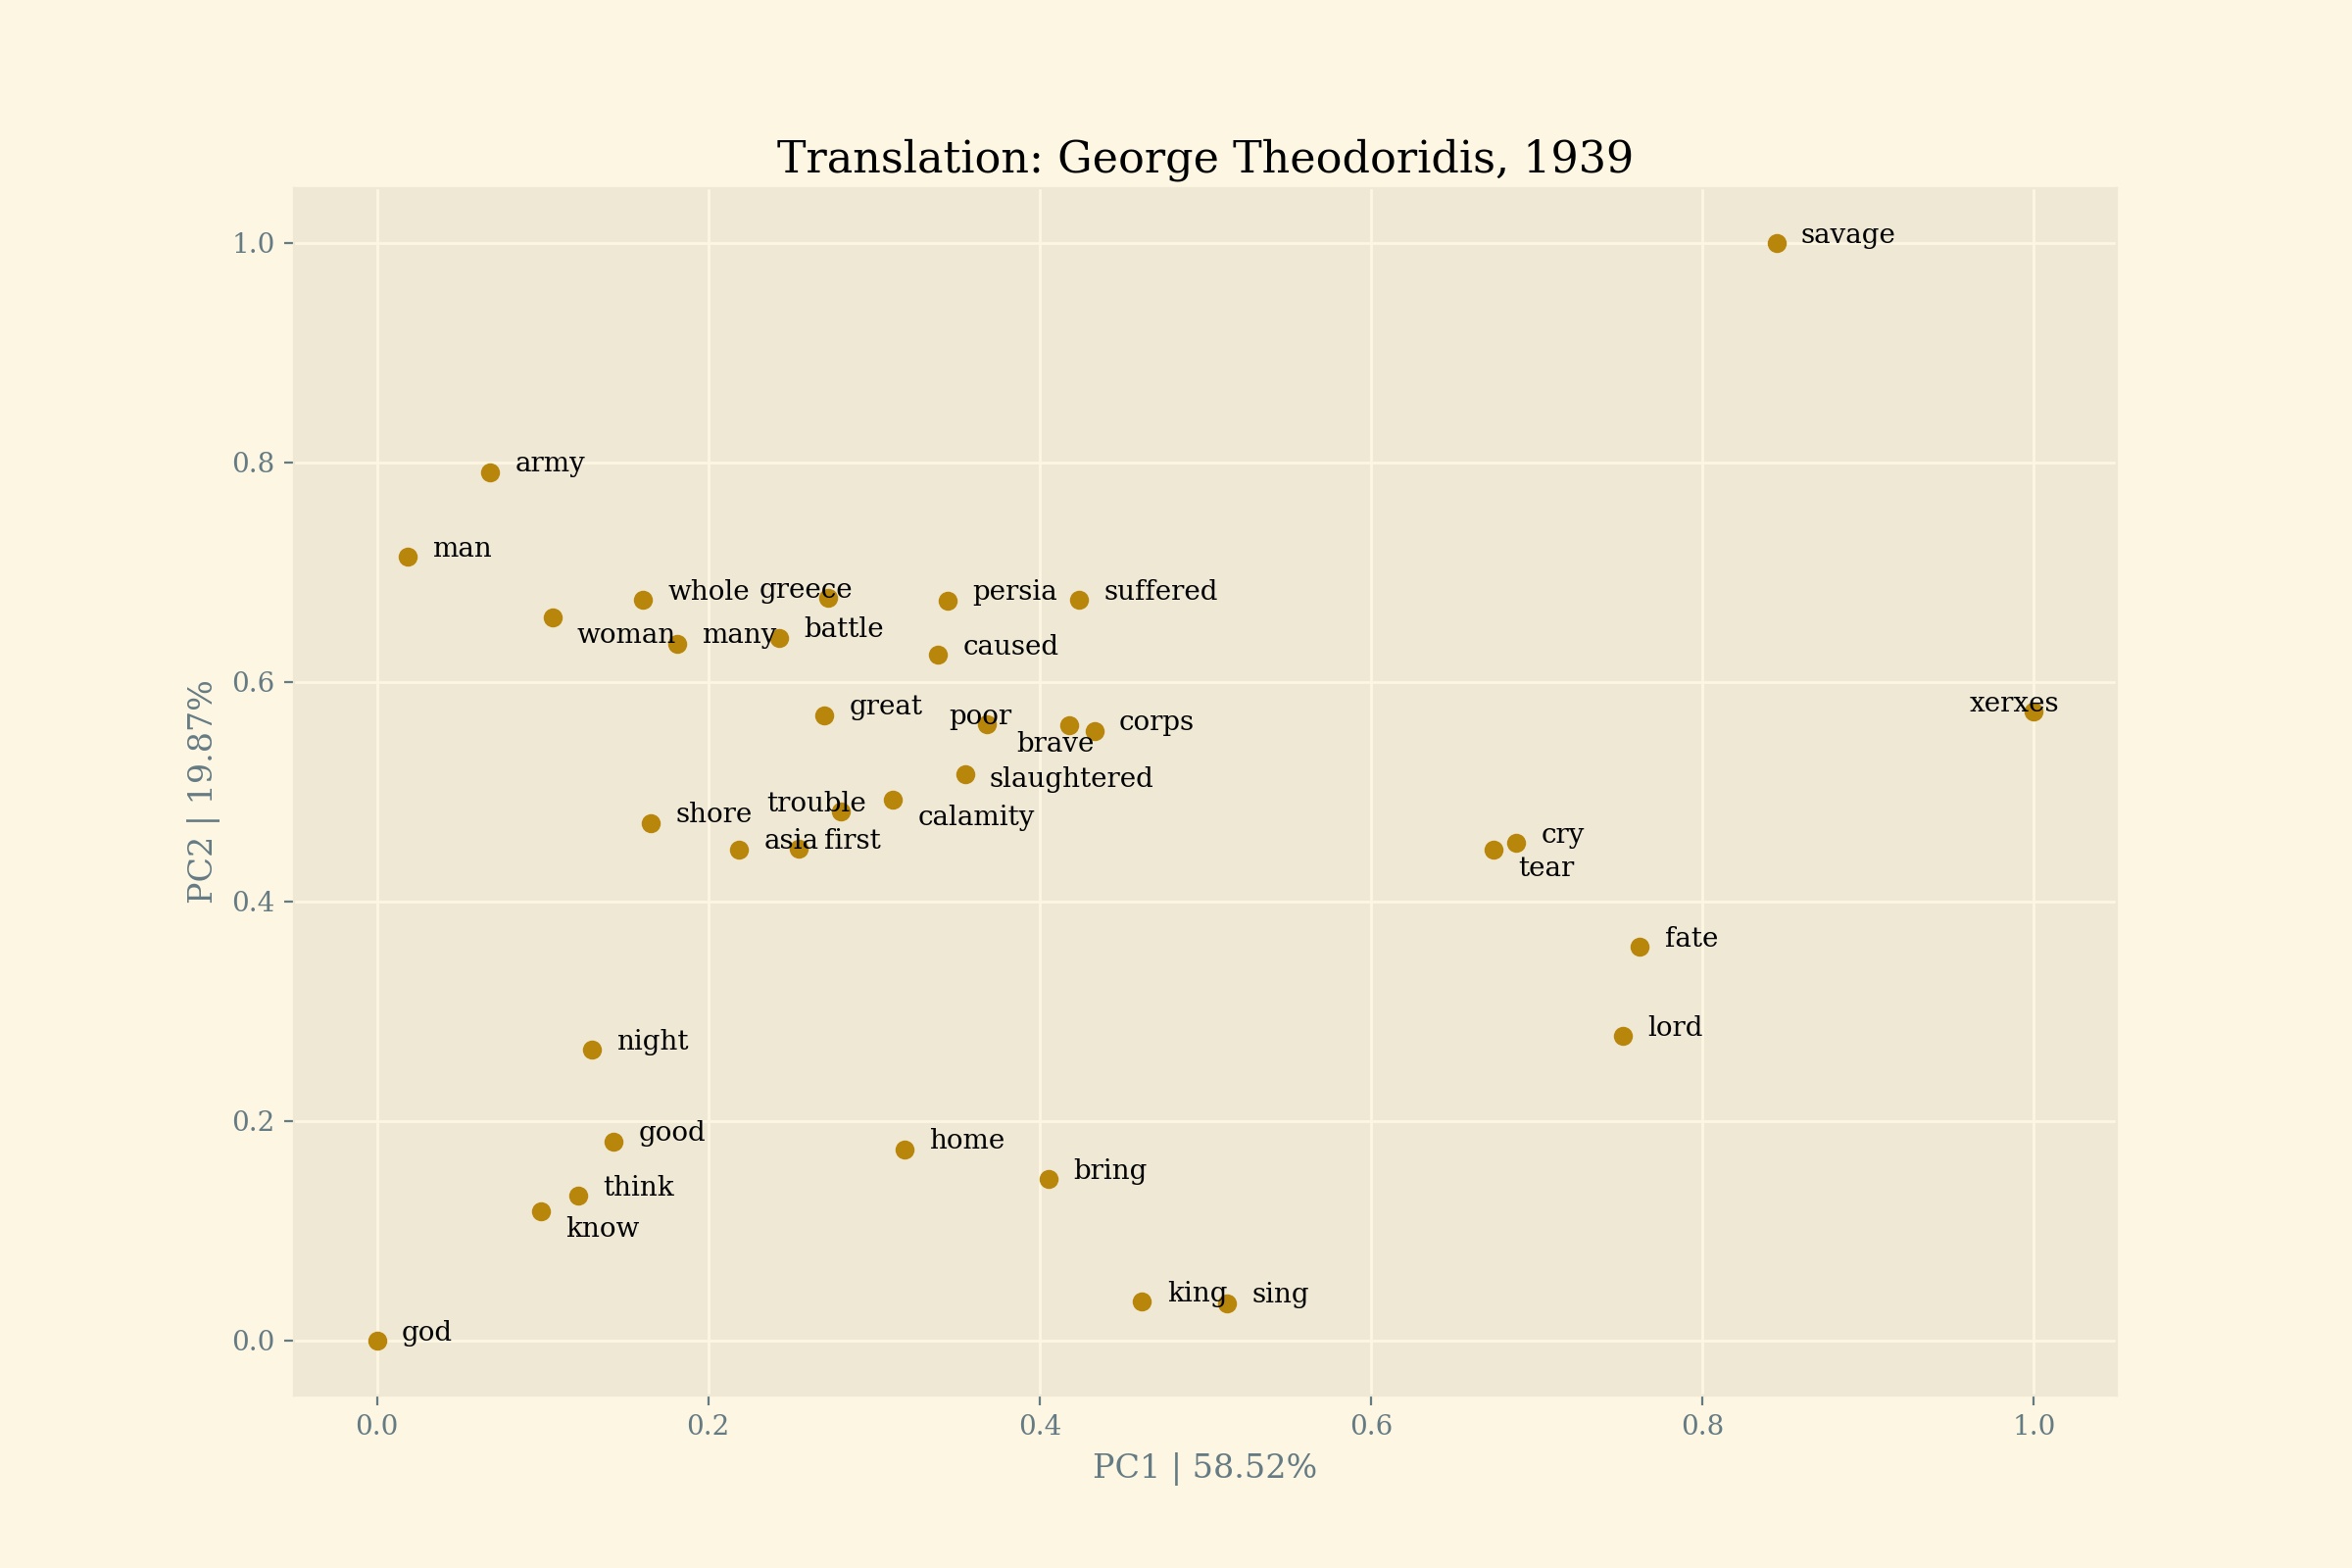 Translation: George Theodoridis, 1939
1.0
savage
0.8
army
man
whole greece persia suffered
woman many battle
caused
0.6
great poor corps
xerxes
brave
slaughtered
trouble
shore calamity
asia first
cry
tear
0.4
fate
lord
night
0.2
good home
bring
think
know
king sing
god
0.0
0.0 0.2 0.4 0.6 0.8 1.0
PC1 | 58.52%
PC2 | 19.87%